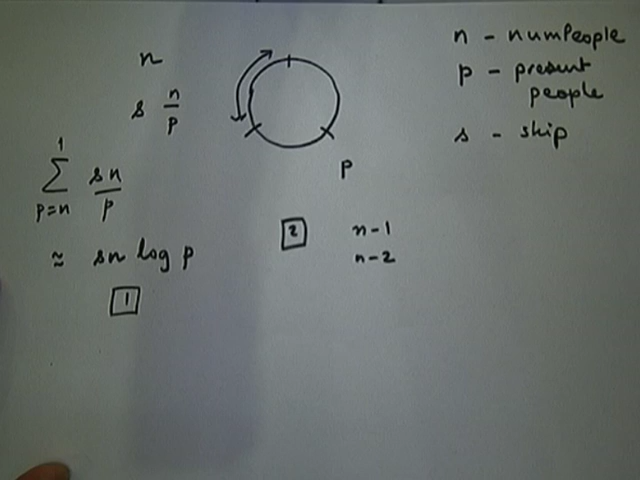 n
s n/p
n - numPeople
p - present people
s - skip
p
1
∑ sn/p
p=n
≈ sn log p
1
2
n-1
n-2